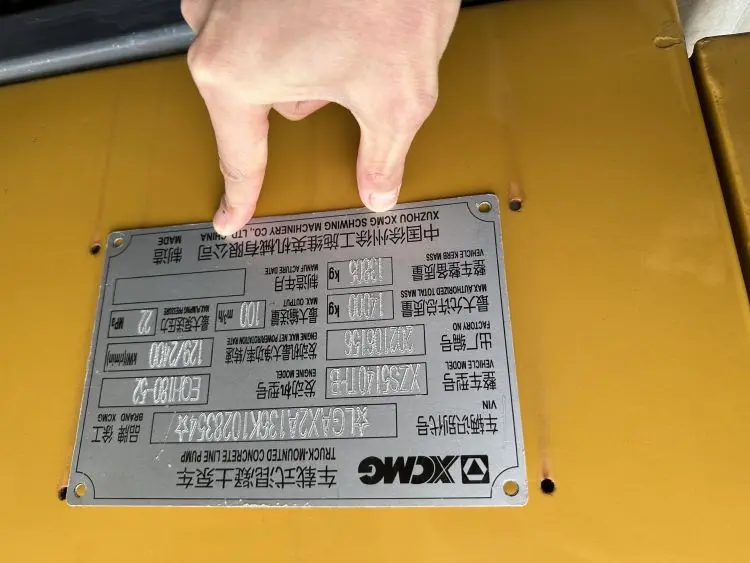 XCMG 车载式混凝土泵车
TRUCK-MOUNTED CONCRETE LINE PUMP
车辆识别代号 ☆LGAX2A136K1028354☆ 品牌 徐工
VIN BRAND XCMG
整车型号 XZS5140THB 发动机型号 EQH180-52
VEHICLE MODEL ENGINE MODEL
出厂编号 202106156 发动机最大净功率/转速 129/2400 kW/(r/min)
FACTORY NO ENGINE MAX.NET POWER/ROTATION RATE
最大允许总质量 14000 kg 最大输送量 100 m³/h 最大泵送压力 22 MPa
MAX AUTHORIZED TOTAL MASS MAX OUTPUT MAX.PUMPING PRESSURE
整车整备质量 13805 kg 制造年月
VEHICLE KERB MASS MANUFACTURE DATE
中国徐州徐工施维英机械有限公司 制造
XUZHOU XCMG SCHWING MACHINERY CO., LTD. CHINA MADE